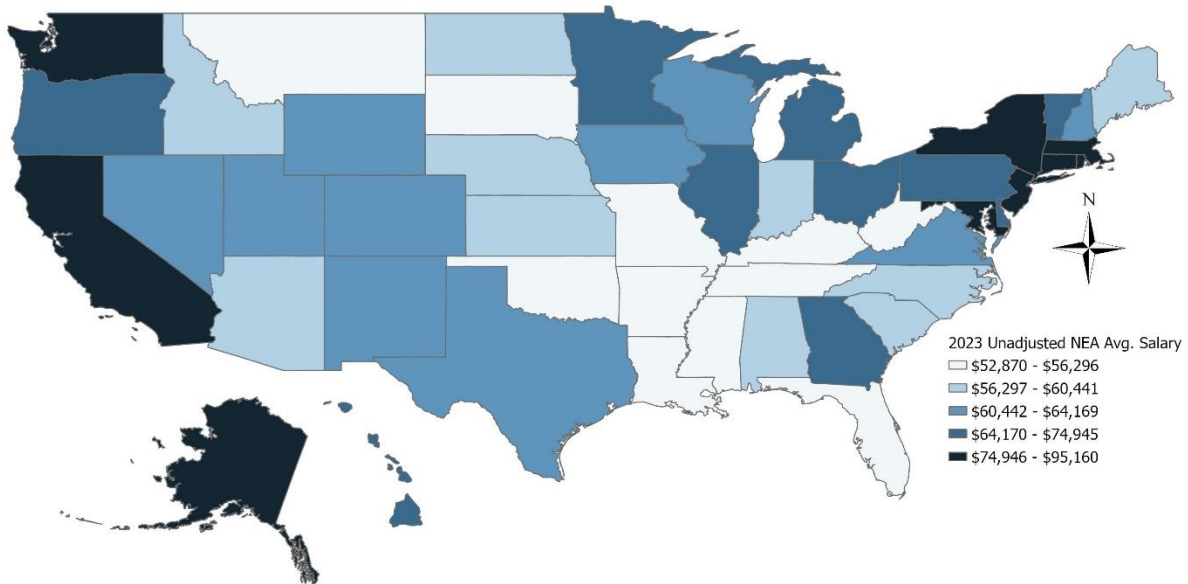 N
2023 Unadjusted NEA Avg. Salary
$52,870 - $56,296
$56,297 - $60,441
$60,442 - $64,169
$64,170 - $74,945
$74,946 - $95,160